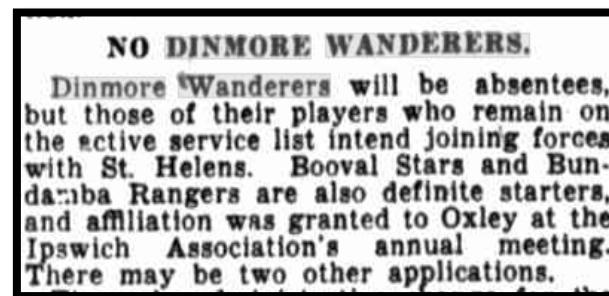 NO DINMORE WANDERERS.
Dinmore Wanderers will be absentees,
but those of their players who remain on
the active service list intend joining forces
with St. Helens. Booval Stars and Bun-
damba Rangers are also definite starters,
and affiliation was granted to Oxley at the
Ipswich Association's annual meeting.
There may be two other applications.